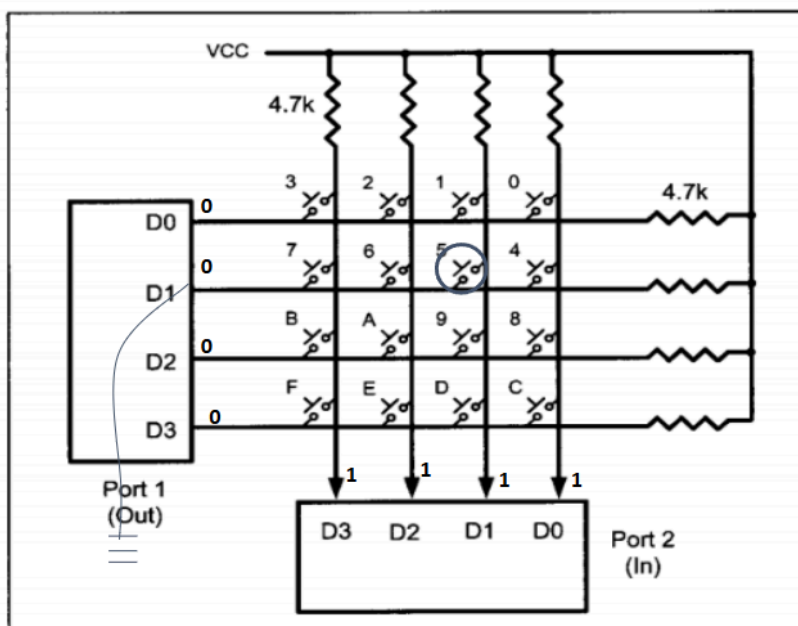 VCC
4.7k
3 2 1 0 4.7k
D0 0
7 6 5 4
D1 0
B A 9 8
D2 0
F E D C
D3 0
1 1 1 1
Port 1
(Out)
D3 D2 D1 D0
Port 2
(In)